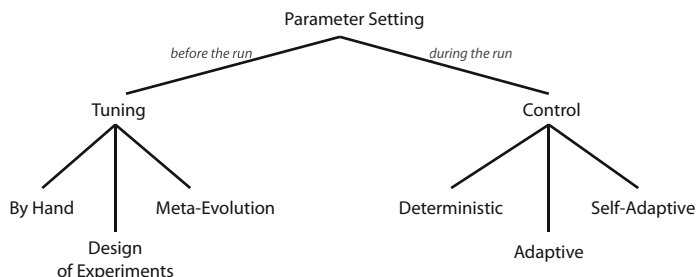 Parameter Setting
before the run
during the run
Tuning
Control
By Hand
Meta-Evolution
Deterministic
Self-Adaptive
Design
of Experiments
Adaptive